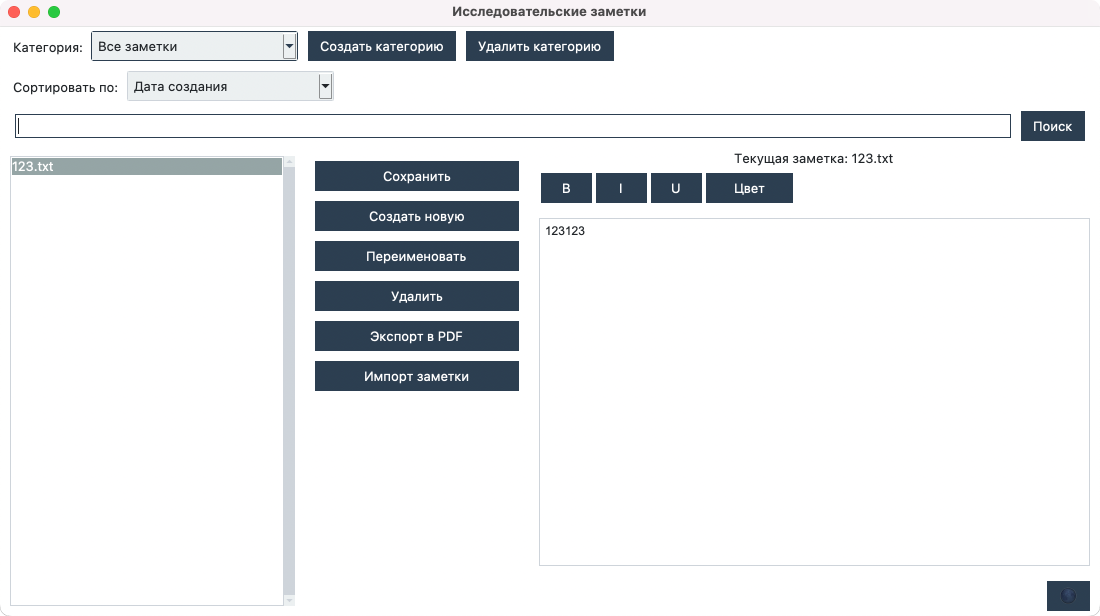 Исследовательские заметки
Категория: Все заметки Создать категорию Удалить категорию
Сортировать по: Дата создания
Поиск
123.txt
Сохранить
Создать новую
Переименовать
Удалить
Экспорт в PDF
Импорт заметки
Текущая заметка: 123.txt
B I U Цвет
123123